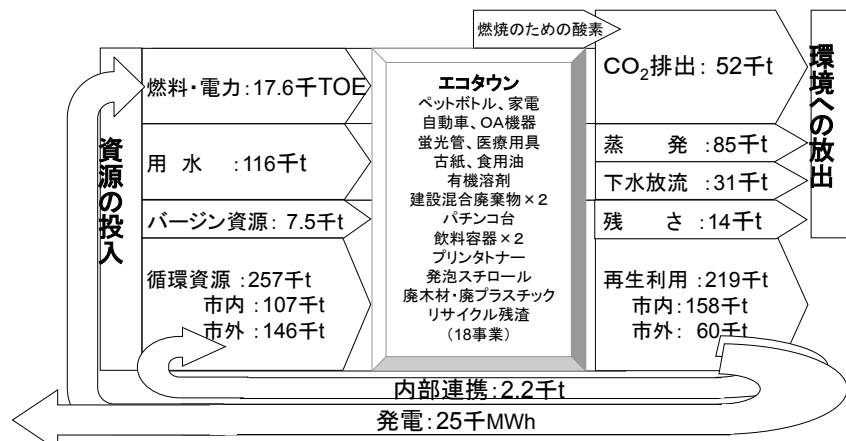 燃焼のための酸素
資源の投入
燃料・電力:17.6千TOE
用 水 :116千t
バージン資源: 7.5千t
循環資源:257千t
市内:107千t
市外:146千t
エコタウン
ペットボトル、家電
自動車、OA機器
蛍光管、医療用具
古紙、食用油
有機溶剤
建設混合廃棄物×2
パチンコ台
飲料容器×2
プリンタトナー
発泡スチロール
廃木材・廃プラスチック
リサイクル残渣
(18事業)
CO₂排出: 52千t
蒸 発 :85千t
下水放流 :31千t
残 さ :14千t
再生利用 :219千t
市内:158千t
市外: 60千t
環境への放出
内部連携:2.2千t
発電:25千MWh